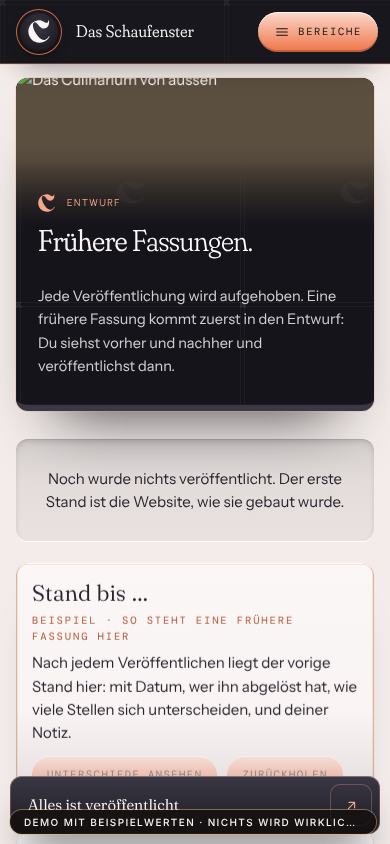 Das Schaufenster
BEREICHE
Das Culinarium von aussen
ENTWURF
Frühere Fassungen.
Jede Veröffentlichung wird aufgehoben. Eine
frühere Fassung kommt zuerst in den Entwurf:
Du siehst vorher und nachher und
veröffentlichst dann.
Noch wurde nichts veröffentlicht. Der erste
Stand ist die Website, wie sie gebaut wurde.
Stand bis …
BEISPIEL · SO STEHT EINE FRÜHERE
FASSUNG HIER
Nach jedem Veröffentlichen liegt der vorige
Stand hier: mit Datum, wer ihn abgelöst hat, wie
viele Stellen sich unterscheiden, und deiner
Notiz.
UNTERSCHIEDE ANSEHEN
ZURÜCKHOLEN
Alles ist veröffentlicht
DEMO MIT BEISPIELWERTEN · NICHTS WIRD WIRKLIC…